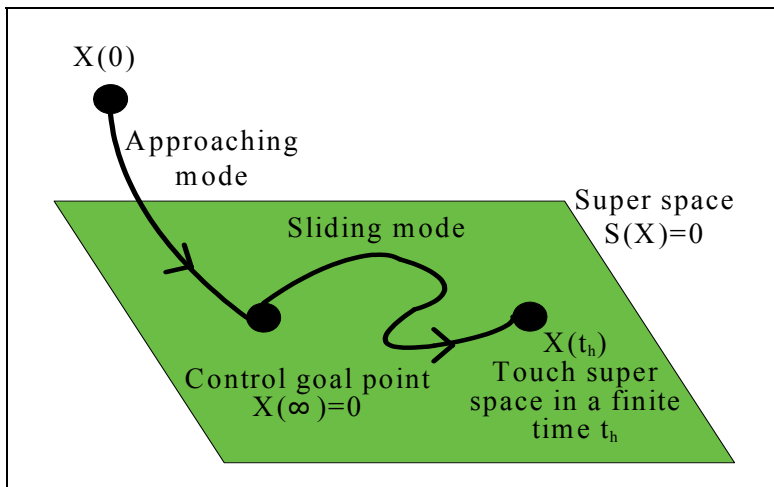 X(0)
Approaching
mode
Super space
S(X)=0
Sliding mode
Control goal point
X(∞)=0
X(tₕ)
Touch super
space in a finite
time tₕ